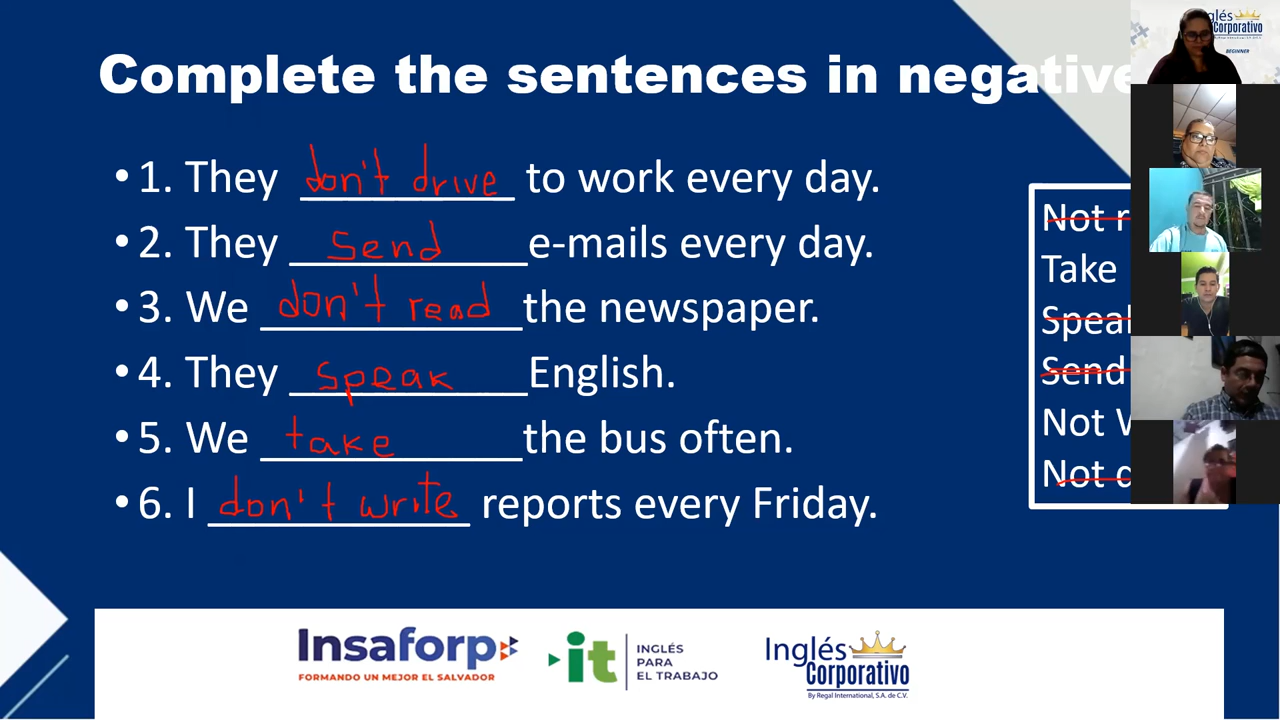 Complete the sentences in negative
• 1. They don't drive to work every day.
• 2. They send e-mails every day.
• 3. We don't read the newspaper.
• 4. They speak English.
• 5. We take the bus often.
• 6. I don't write reports every Friday.
Not
Take
Send
Not
Not
Inglés
Corporativo
BEGINNER
Insaforp
FORMANDO UN MEJOR EL SALVADOR
it
INGLÉS
PARA
EL TRABAJO
Inglés
Corporativo
By Regal International, S.A. de C.V.